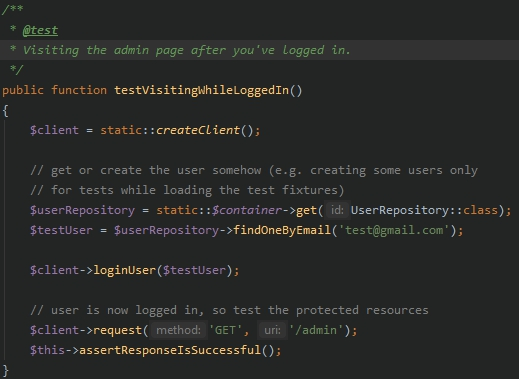 /**
 * @test
 * Visiting the admin page after you've logged in.
 */
public function testVisitingWhileLoggedIn()
{
    $client = static::createClient();

    // get or create the user somehow (e.g. creating some users only
    // for tests while loading the test fixtures)
    $userRepository = static::$container->get( id: UserRepository::class);
    $testUser = $userRepository->findOneByEmail('test@gmail.com');

    $client->loginUser($testUser);

    // user is now logged in, so test the protected resources
    $client->request( method: 'GET', uri: '/admin');
    $this->assertResponseIsSuccessful();
}